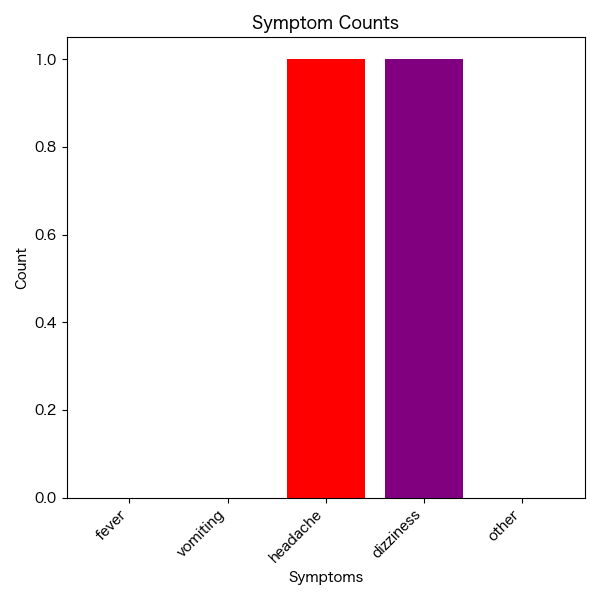 Symptom Counts
1.0
0.8
0.6
0.4
0.2
0.0
Count
fever
vomiting
headache
dizziness
other
Symptoms